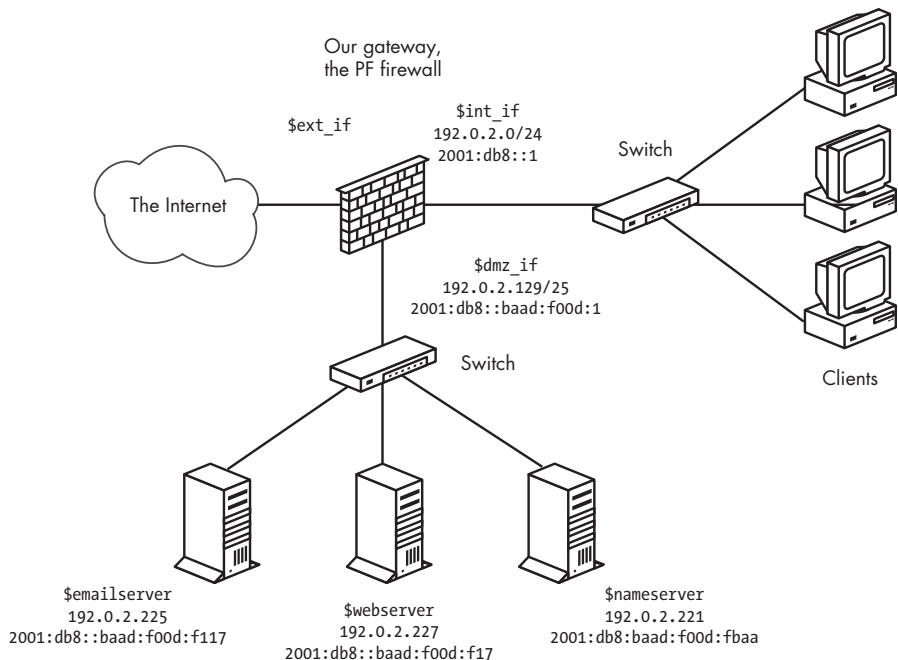 Our gateway,
the PF firewall
$ext_if
$int_if
192.0.2.0/24
2001:db8::1
Switch
The Internet
$dmz_if
192.0.2.129/25
2001:db8::baad:f00d:1
Switch
Clients
$emailserver
192.0.2.225
2001:db8::baad:f00d:f117
$webserver
192.0.2.227
2001:db8::baad:f00d:f17
$nameserver
192.0.2.221
2001:db8:baad:f00d:fbaa